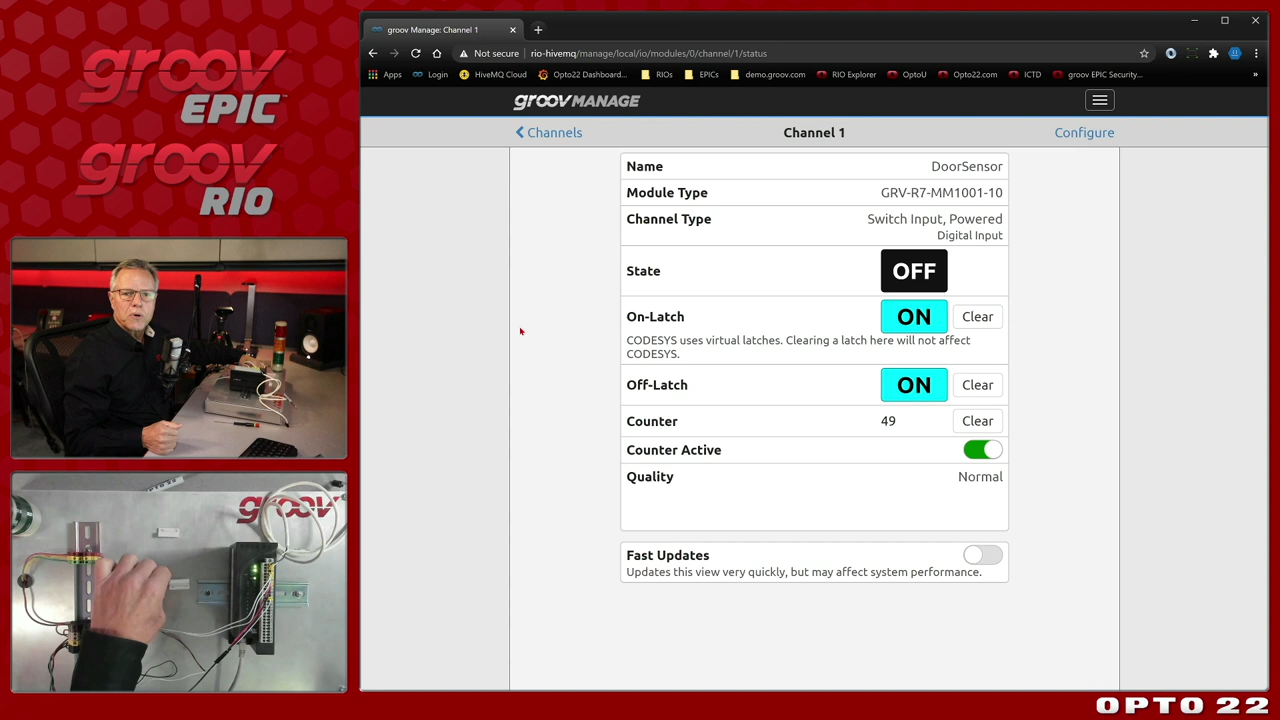 groov
EPIC™
groov
RIO
groov
groov Manage: Channel 1
Not secure rio-hivemq/manage/local/io/modules/0/channel/1/status
Apps Login HiveMQ Cloud Opto22 Dashboard... RIOs EPICs demo.groov.com RIO Explorer OptoU Opto22.com ICTD groov EPIC Security... »
groov MANAGE
Channels Channel 1 Configure
Name DoorSensor
Module Type GRV-R7-MM1001-10
Channel Type Switch Input, Powered
Digital Input
State OFF
On-Latch ON Clear
CODESYS uses virtual latches. Clearing a latch here will not affect
CODESYS.
Off-Latch ON Clear
Counter 49 Clear
Counter Active
Quality Normal
Fast Updates
Updates this view very quickly, but may affect system performance.
OPTO 22